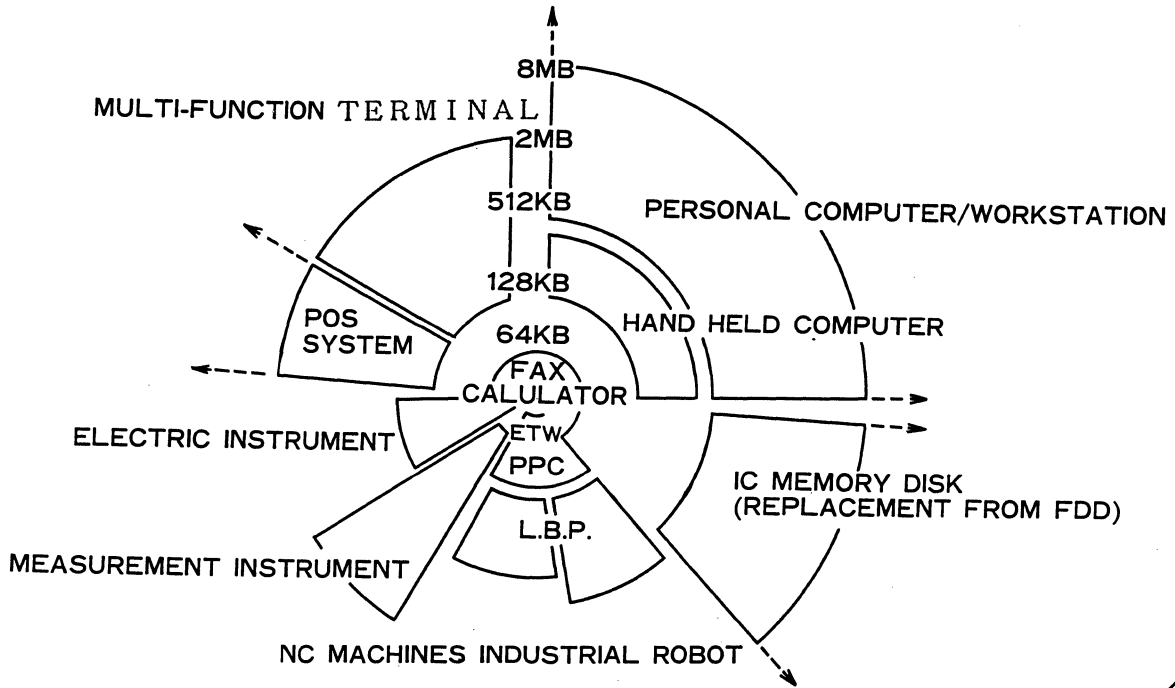 8MB
MULTI-FUNCTION TERMINAL
2MB
512KB
PERSONAL COMPUTER/WORKSTATION
128KB
POS
SYSTEM
HAND HELD COMPUTER
64KB
FAX
CALULATOR
~
ETW
ELECTRIC INSTRUMENT
PPC
IC MEMORY DISK
(REPLACEMENT FROM FDD)
L.B.P.
MEASUREMENT INSTRUMENT
NC MACHINES INDUSTRIAL ROBOT